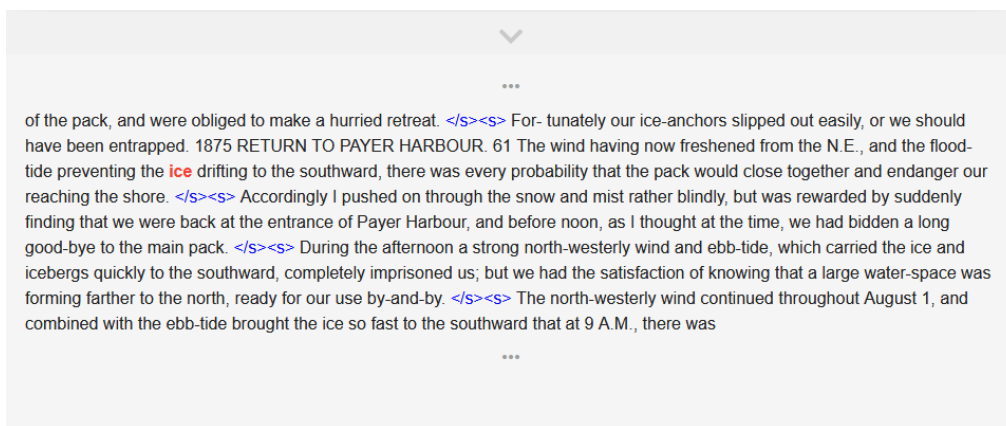 ...
of the pack, and were obliged to make a hurried retreat. </s><s> For- tunately our ice-anchors slipped out easily, or we should
have been entrapped. 1875 RETURN TO PAYER HARBOUR. 61 The wind having now freshened from the N.E., and the flood-
tide preventing the ice drifting to the southward, there was every probability that the pack would close together and endanger our
reaching the shore. </s><s> Accordingly I pushed on through the snow and mist rather blindly, but was rewarded by suddenly
finding that we were back at the entrance of Payer Harbour, and before noon, as I thought at the time, we had bidden a long
good-bye to the main pack. </s><s> During the afternoon a strong north-westerly wind and ebb-tide, which carried the ice and
icebergs quickly to the southward, completely imprisoned us; but we had the satisfaction of knowing that a large water-space was
forming farther to the north, ready for our use by-and-by. </s><s> The north-westerly wind continued throughout August 1, and
combined with the ebb-tide brought the ice so fast to the southward that at 9 A.M., there was
...